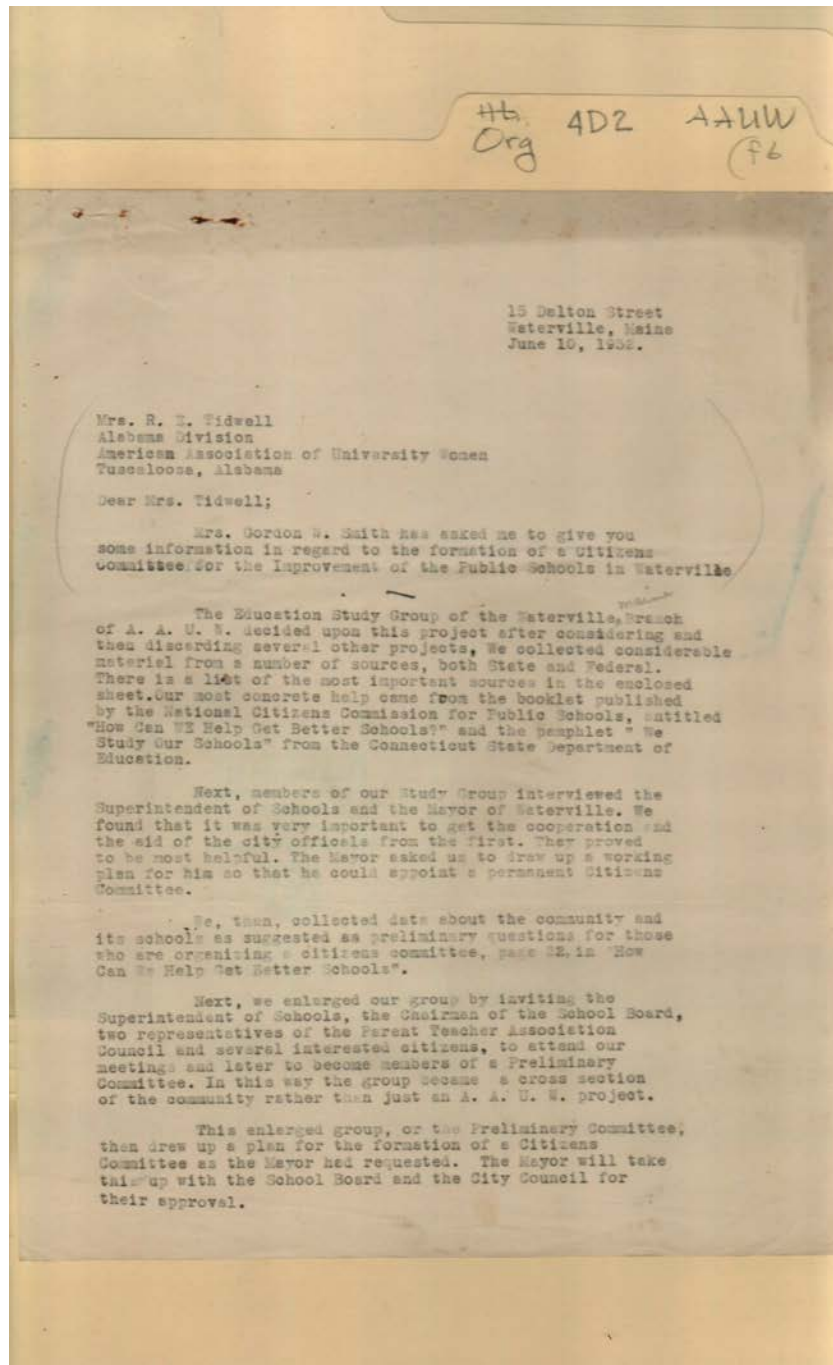 Org 4D2 AAUW
15 Dalton Street
Waterville, Maine
June 10, 1952.
Mrs. R. E. Tidwell
Alabama Division
American Association of University Women
Tuscaloosa, Alabama
Dear Mrs. Tidwell;
Mrs. Gordon W. Smith has asked me to give you
some information in regard to the formation of a Citizens
Committee for the Improvement of the Public Schools in Waterville
Maine
The Education Study Group of the Waterville, Branch
of A. A. U. W. decided upon this project after considering and
then discarding several other projects, We collected considerable
material from a number of sources, both State and Federal.
There is a list of the most important sources in the enclosed
sheet.Our most concrete help came from the booklet published
by the National Citizens Commission for Public Schools, entitled
"How Can WE Help Get Better Schools?" and the pamphlet " We
Study Our Schools" from the Connecticut State Department of
Education.
Next, members of our Study Group interviewed the
Superintendent of Schools and the Mayor of Waterville. We
found that it was very important to get the cooperation and
the aid of the city officals from the first. They proved
to be most helpful. The Mayor asked us to draw up a working
plan for him so that he could appoint a permanent Citizens
Committee.
We, then, collected data about the community and
its schools as suggested as preliminary questions for those
who are organizing a citizens committee, page in "How
Can We Help Get Better Schools".
Next, we enlarged our group by inviting the
Superintendent of Schools, the Chairman of the School Board,
two representatives of the Parent Teacher Association
Council and several interested citizens, to attend our
meetings and later to become members of a Preliminary
Committee. In this way the group became a cross section
of the community rather than just an A. A. U. W. project.
This enlarged group, or the Preliminary Committee,
then drew up a plan for the formation of a Citizens
Committee as the Mayor had requested. The Mayor will take
this up with the School Board and the City Council for
their approval.